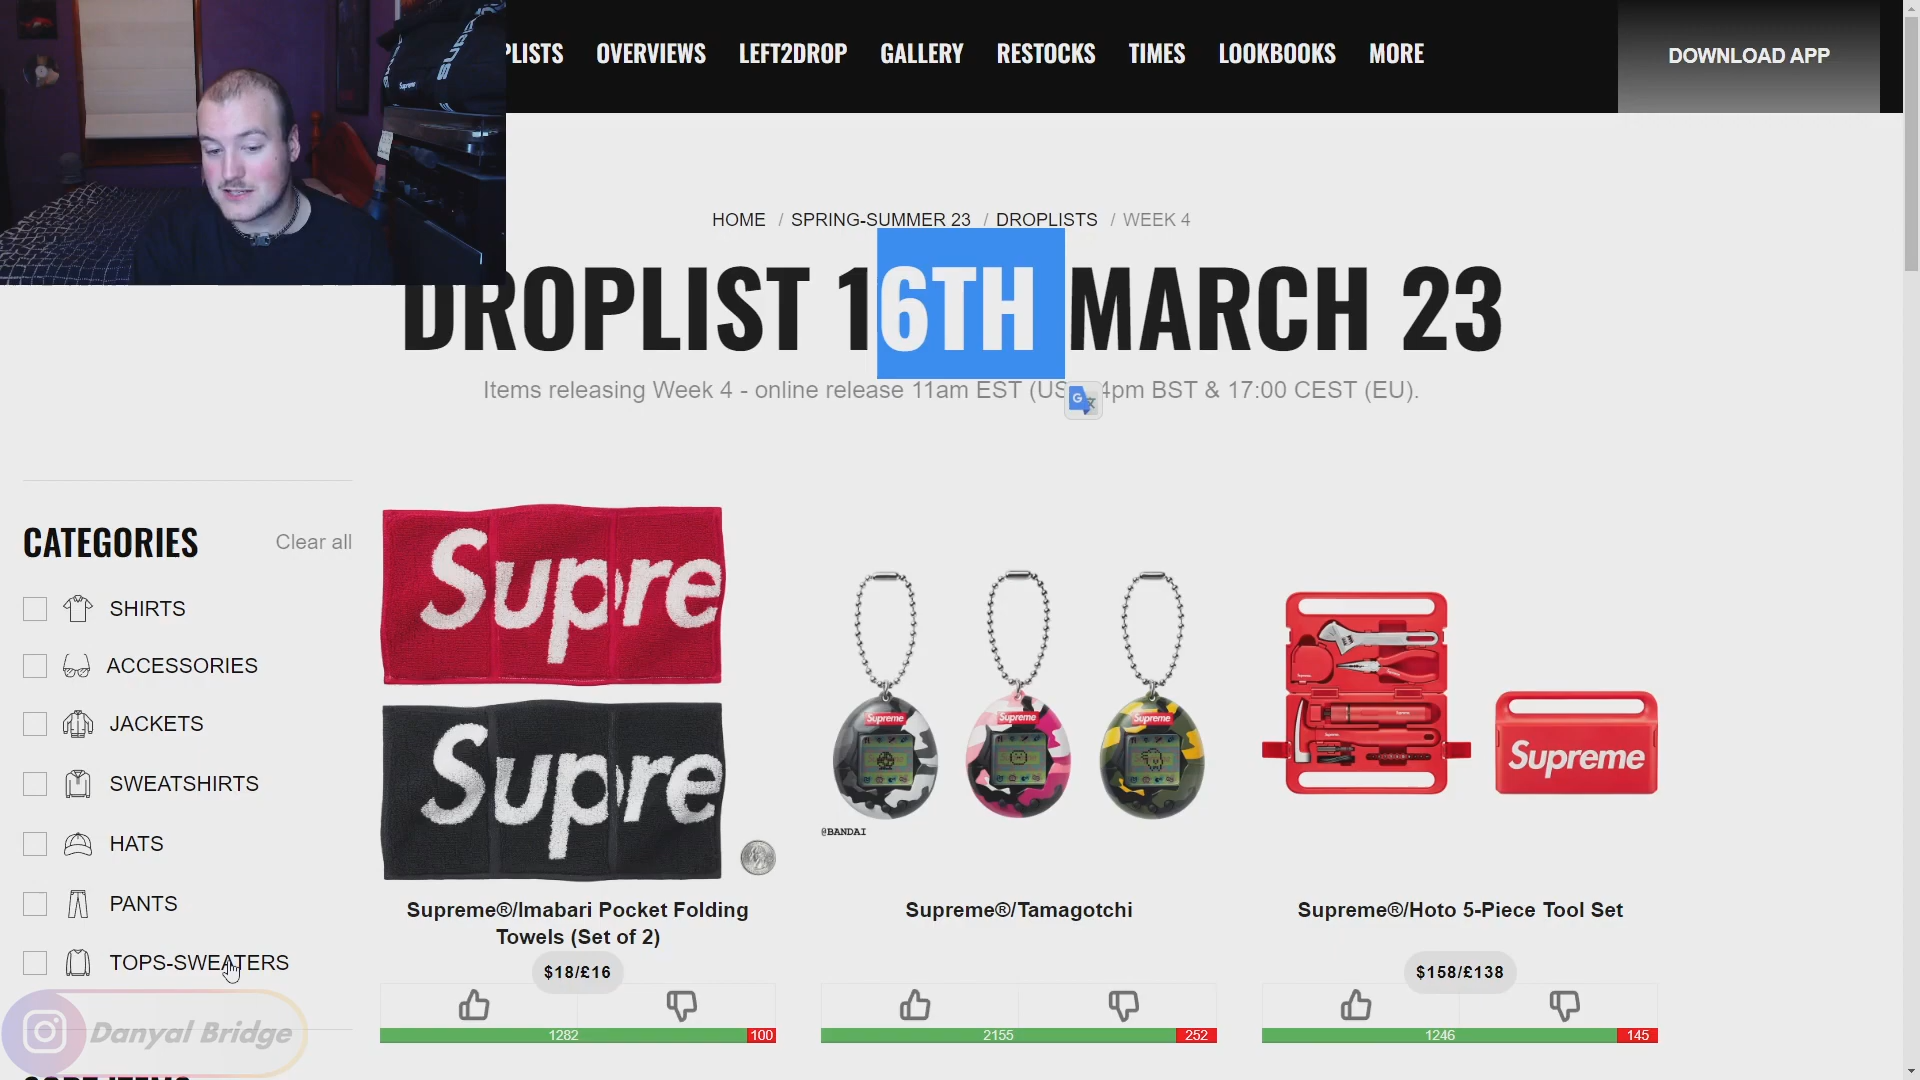 PLISTS OVERVIEWS LEFT2DROP GALLERY RESTOCKS TIMES LOOKBOOKS MORE
DOWNLOAD APP
HOME / SPRING-SUMMER 23 / DROPLISTS / WEEK 4
DROPLIST 16TH MARCH 23
Items releasing Week 4 - online release 11am EST (US 4pm BST & 17:00 CEST (EU).
CATEGORIES Clear all
SHIRTS
ACCESSORIES
JACKETS
SWEATSHIRTS
HATS
PANTS
TOPS-SWEATERS
Danyal Bridge
Supre
Supre
Supreme®/Imabari Pocket Folding
Towels (Set of 2)
$18/£16
1282 100
Supreme Supreme Supreme
@BANDAI
Supreme®/Tamagotchi
2155 252
Supreme
Supreme®/Hoto 5-Piece Tool Set
$158/£138
1246 145